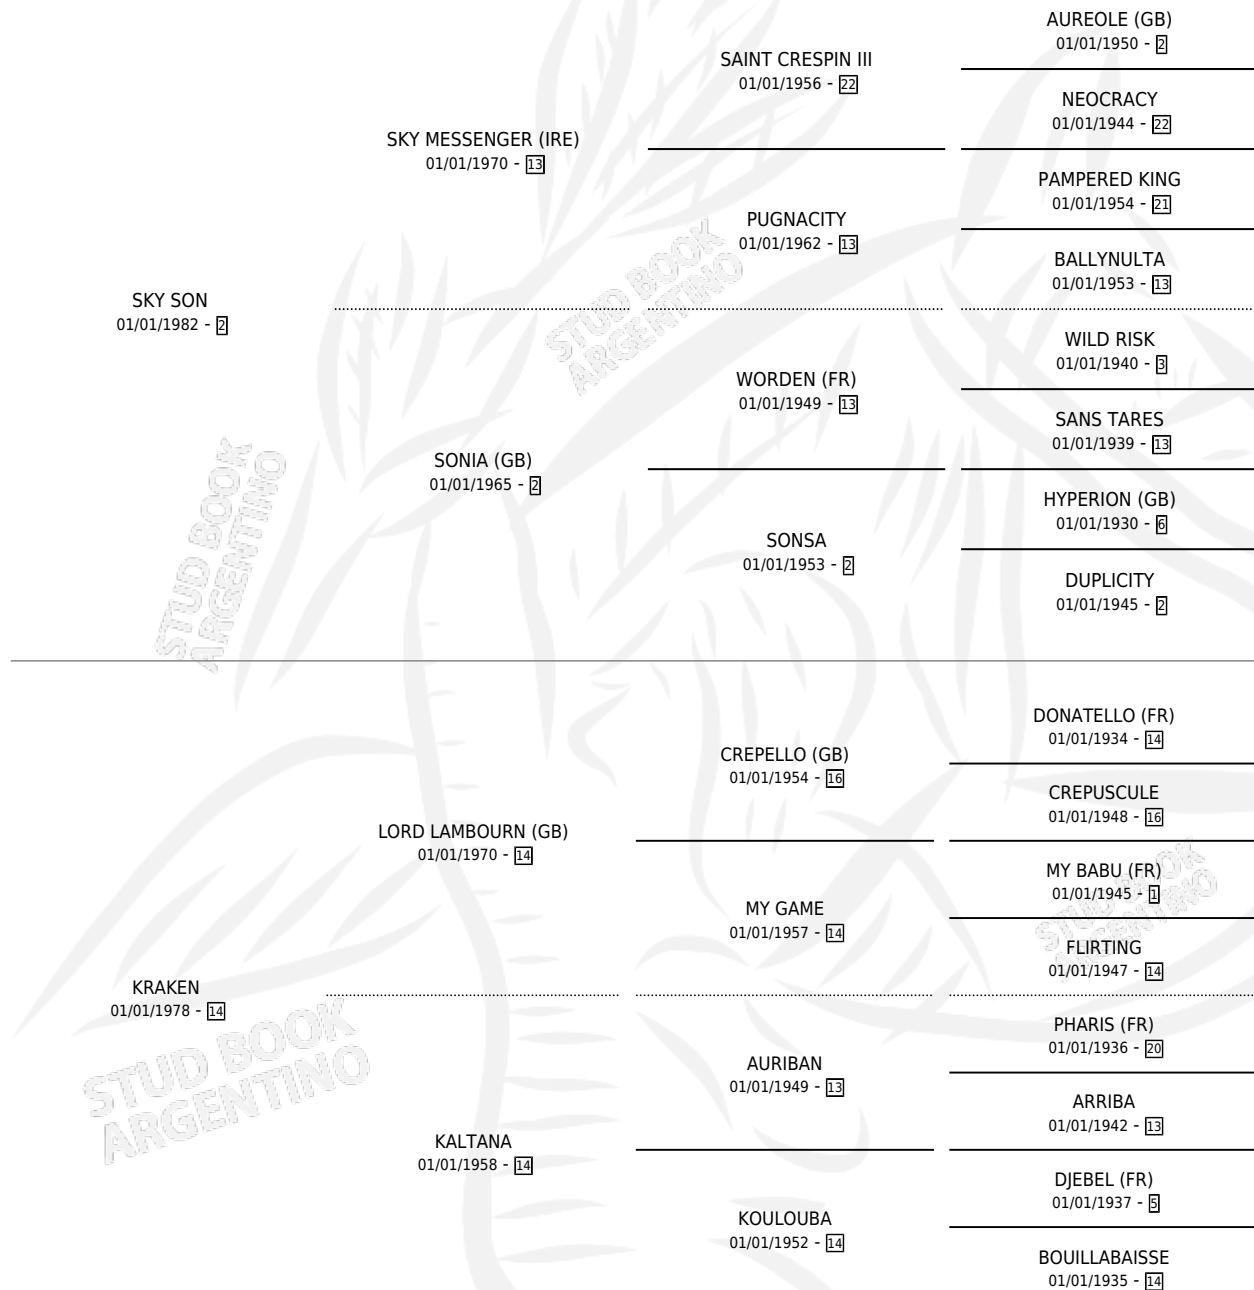 AUREOLE (GB)
01/01/1950 - 2
SAINT CRESPIN III
01/01/1956 - 22
NEOCRACY
01/01/1944 - 22
SKY MESSENGER (IRE)
01/01/1970 - 13
PAMPERED KING
01/01/1954 - 21
PUGNACITY
01/01/1962 - 13
BALLYNULTA
01/01/1953 - 13
SKY SON
01/01/1982 - 2
WILD RISK
01/01/1940 - 3
WORDEN (FR)
01/01/1949 - 13
SANS TARES
01/01/1939 - 13
SONIA (GB)
01/01/1965 - 2
HYPERION (GB)
01/01/1930 - 6
SONSA
01/01/1953 - 2
DUPLICITY
01/01/1945 - 2
DONATELLO (FR)
01/01/1934 - 14
CREPELLO (GB)
01/01/1954 - 16
CREPUSCULE
01/01/1948 - 16
LORD LAMBOURN (GB)
01/01/1970 - 14
MY BABU (FR)
01/01/1945 - 1
MY GAME
01/01/1957 - 14
FLIRTING
01/01/1947 - 14
KRAKEN
01/01/1978 - 14
PHARIS (FR)
01/01/1936 - 20
AURIBAN
01/01/1949 - 13
ARRIBA
01/01/1942 - 13
KALTANA
01/01/1958 - 14
DJEBEL (FR)
01/01/1937 - 5
KOULOUBA
01/01/1952 - 14
BOUILLABAISSE
01/01/1935 - 14
STUD BOOK
ARGENTINO
STUD BOOK
ARGENTINO
STUD BOOK
ARGENTINO
STUD BOOK
ARGENTINO